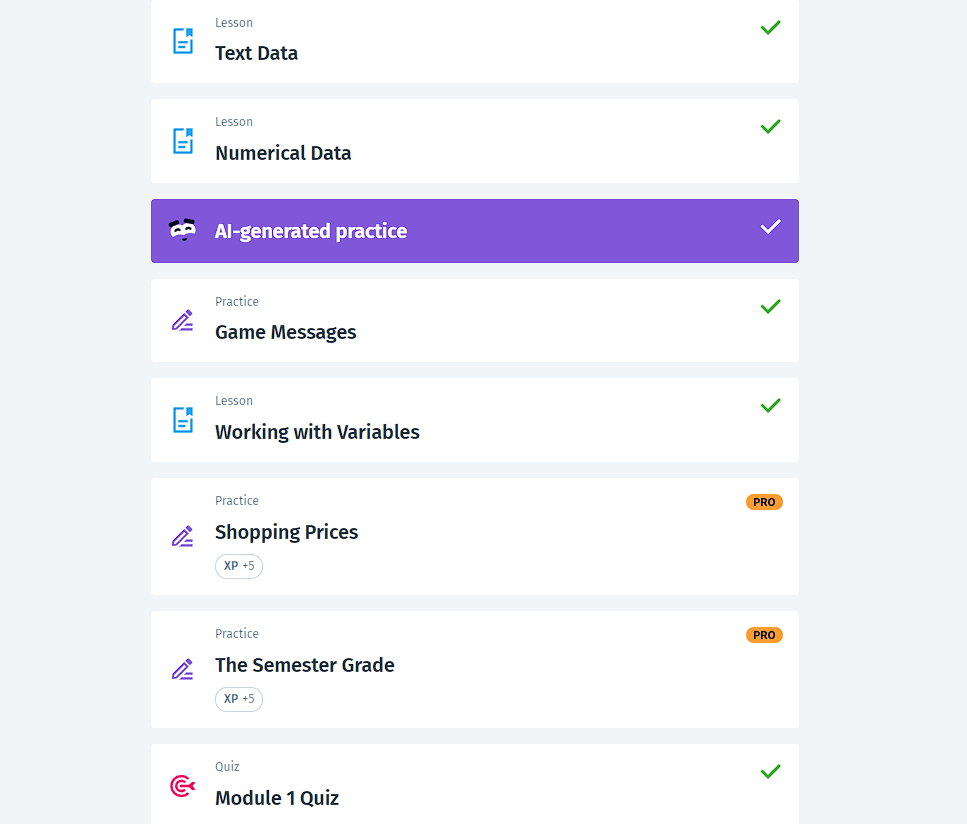 Lesson
Text Data
Lesson
Numerical Data
AI-generated practice
Practice
Game Messages
Lesson
Working with Variables
Practice
PRO
Shopping Prices
XP +5
Practice
PRO
The Semester Grade
XP +5
Quiz
Module 1 Quiz